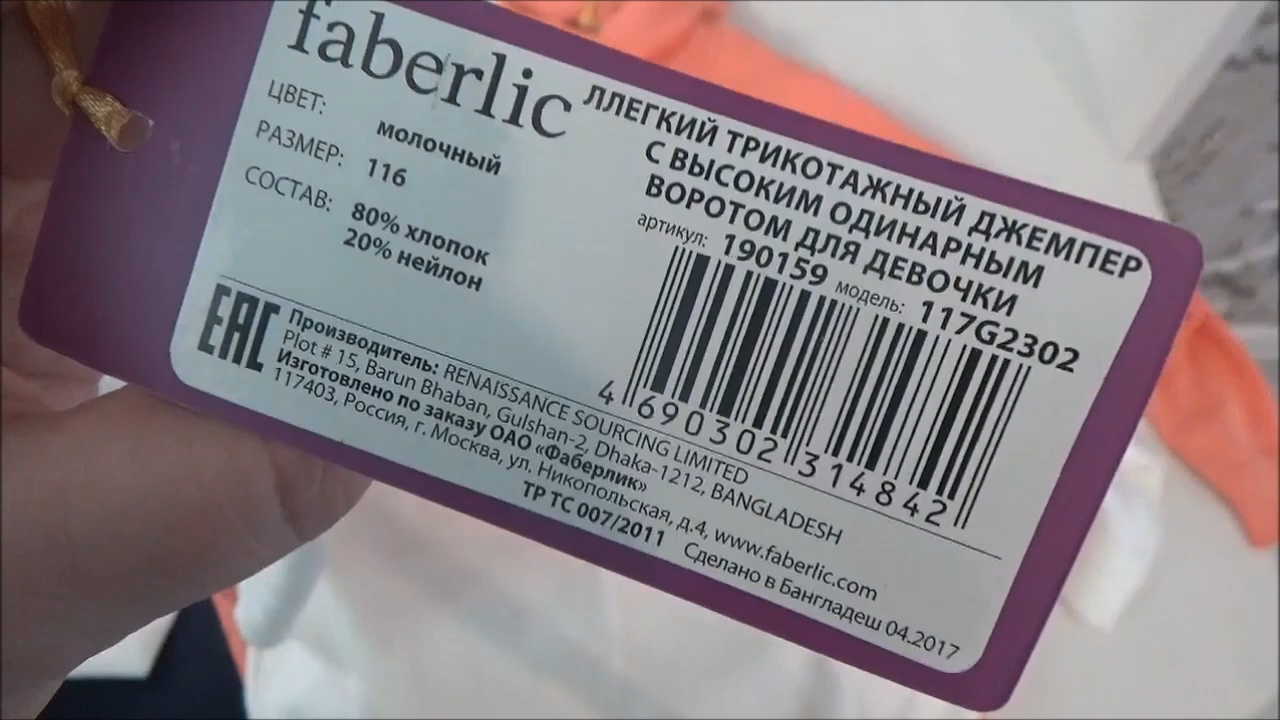 faberlic
ЦВЕТ: молочный
РАЗМЕР: 116
СОСТАВ: 80% хлопок
20% нейлон
ЛЛЕГКИЙ ТРИКОТАЖНЫЙ ДЖЕМПЕР
С ВЫСОКИМ ОДИНАРНЫМ
ВОРОТОМ ДЛЯ ДЕВОЧКИ
артикул: 190159 модель: 117G2302
4 690302 314842
EAC
Производитель: RENAISSANCE SOURCING LIMITED
Plot # 15, Barun Bhaban, Gulshan-2, Dhaka-1212, BANGLADESH
Изготовлено по заказу ОАО «Фаберлик»
117403, Россия, г. Москва, ул. Никопольская, д.4, www.faberlic.com
ТР ТС 007/2011 Сделано в Бангладеш 04.2017